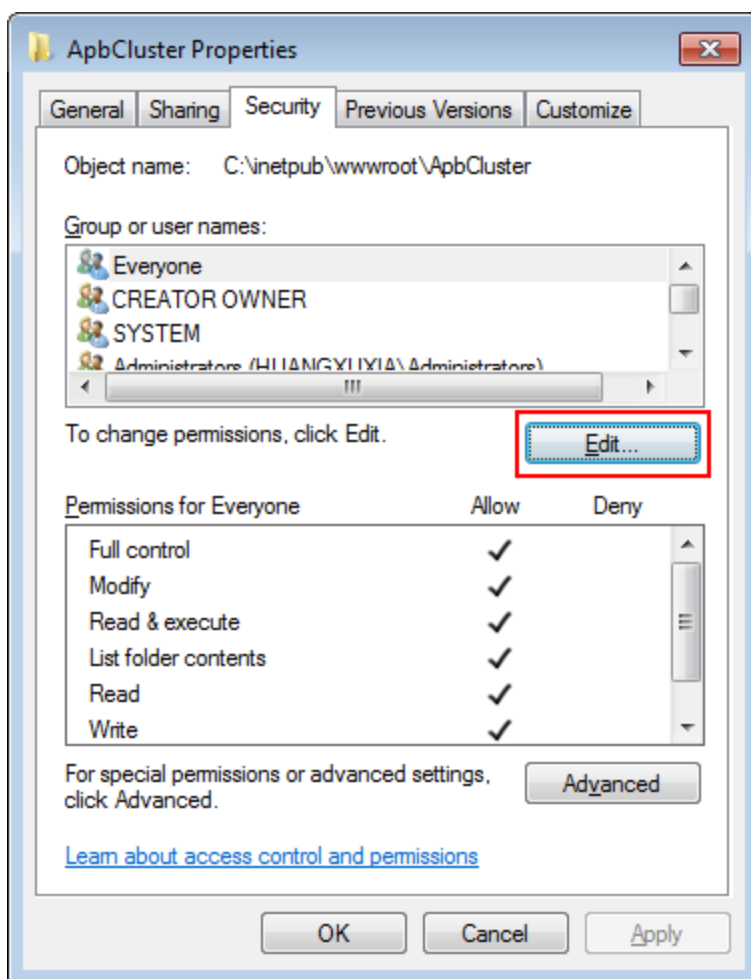 ApbCluster Properties
General Sharing Security Previous Versions Customize
Object name: C:\inetpub\wwwroot\ApbCluster
Group or user names:
Everyone
CREATOR OWNER
SYSTEM
Administrators (HUANGXUXIA\Administrators)
To change permissions, click Edit.
Edit...
Permissions for Everyone Allow Deny
Full control
Modify
Read & execute
List folder contents
Read
Write
For special permissions or advanced settings,
click Advanced.
Advanced
Learn about access control and permissions
OK Cancel Apply